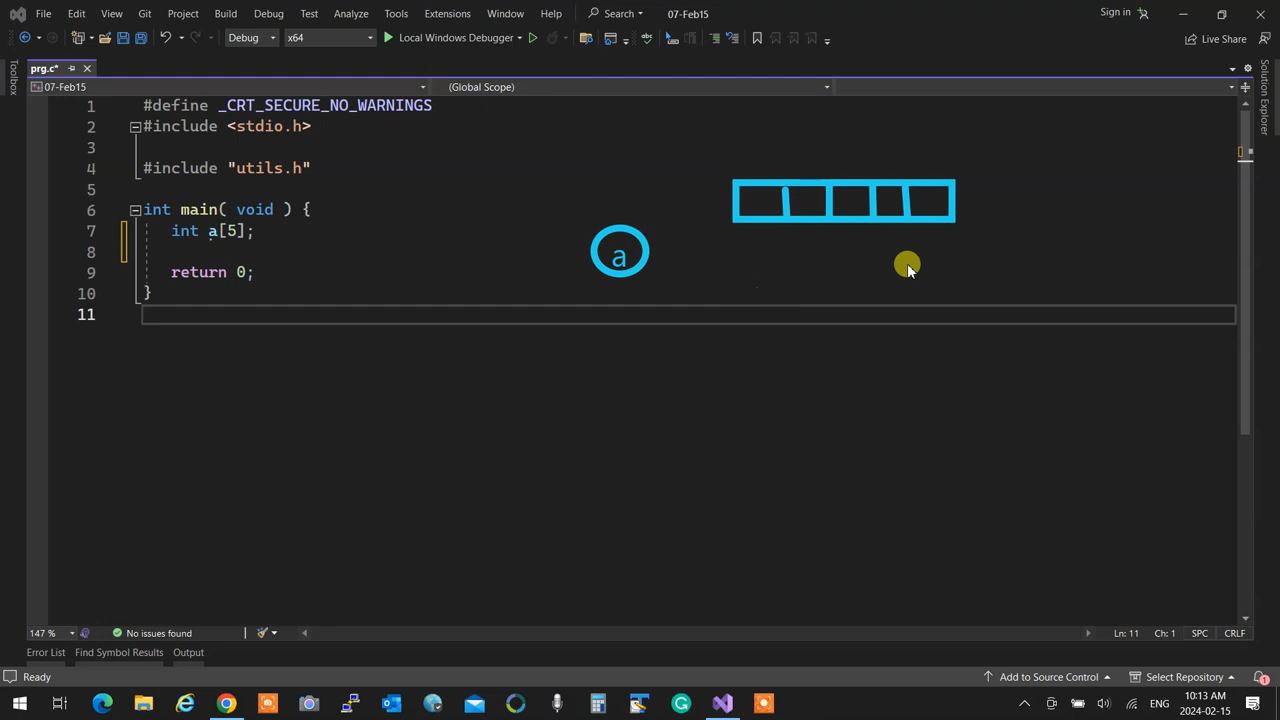 File Edit View Git Project Build Debug Test Analyze Tools Extensions Window Help Search 07-Feb15 Sign in
Debug x64 Local Windows Debugger Live Share
Toolbox
prg.c*
Solution Explorer
07-Feb15 (Global Scope)
1 #define _CRT_SECURE_NO_WARNINGS
2 #include <stdio.h>
3
4 #include "utils.h"
5
6 int main( void ) {
7 int a[5];
8
9 return 0;
10 }
11
a
147 % No issues found Ln: 11 Ch: 1 SPC CRLF
Error List Find Symbol Results Output
Ready Add to Source Control Select Repository 1
ENG 10:13 AM
2024-02-15